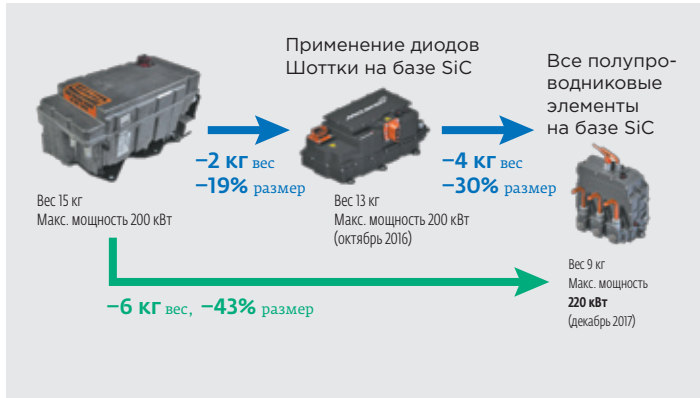 Применение диодов
Шоттки на базе SiC
Все полупро-
водниковые
элементы
на базе SiC
−2 кг вес
−19% размер
−4 кг вес
−30% размер
Вес 15 кг
Макс. мощность 200 кВт
Вес 13 кг
Макс. мощность 200 кВт
(октябрь 2016)
Вес 9 кг
Макс. мощность
220 кВт
(декабрь 2017)
−6 кг вес, −43% размер